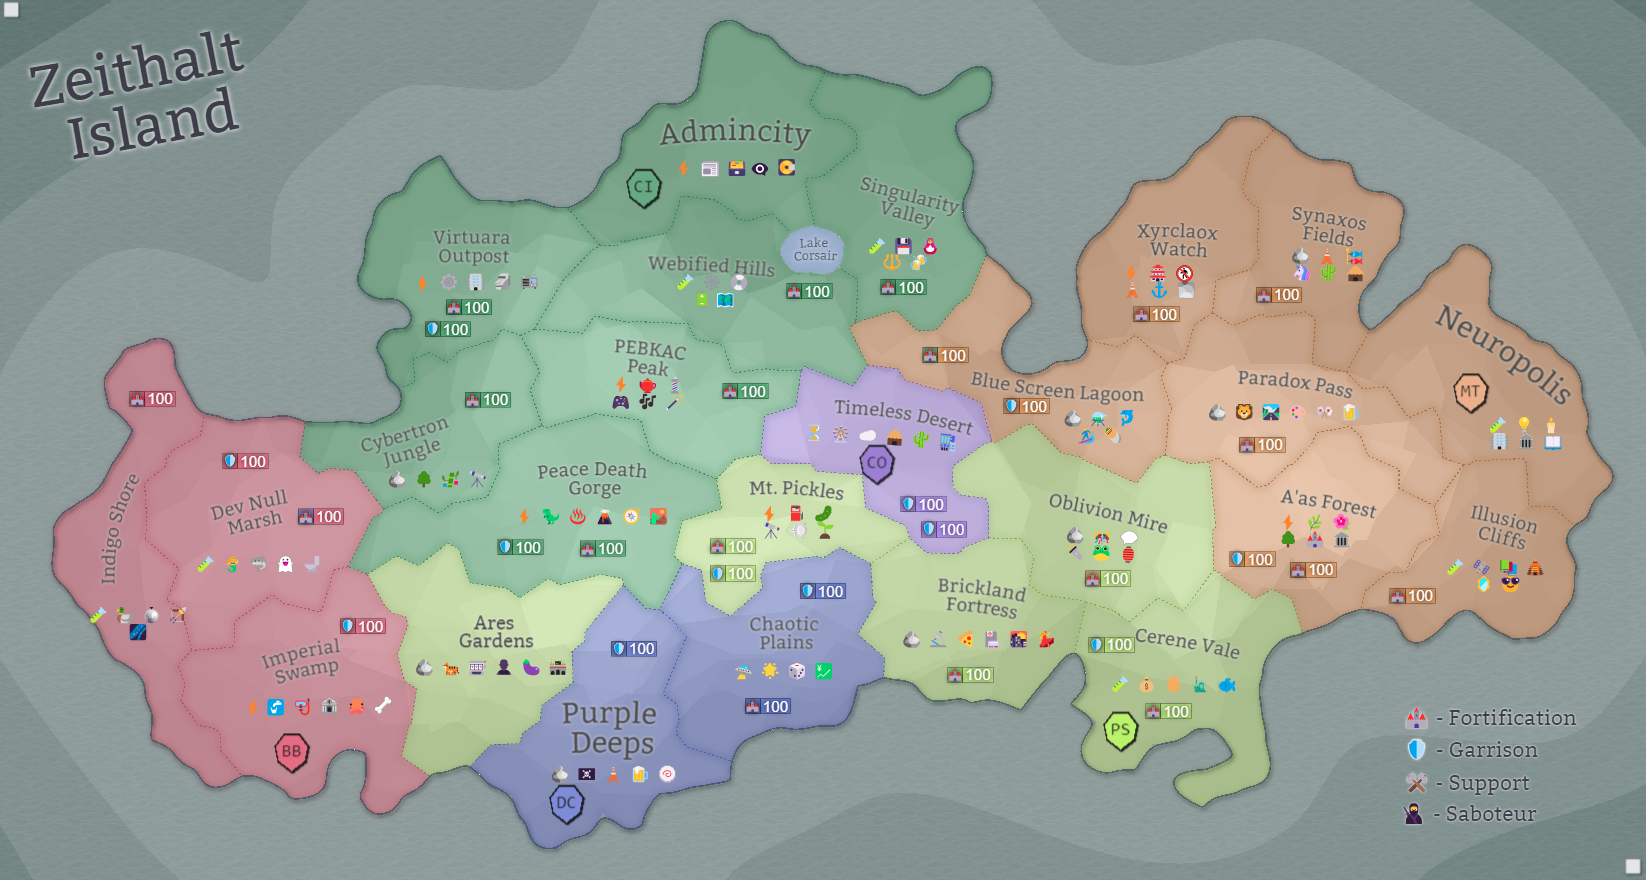 Zeithalt
Island
Admincity
CI
Singularity
Valley
Virtuara
Outpost
100
100
Webified Hills
Lake
Corsair
100
100
Xyrclaox
Watch
100
Synaxos
Fields
100
Neuropolis
MT
PEBKAC
Peak
100
100
Blue Screen Lagoon
100
Paradox Pass
100
100
Cybertron
Jungle
100
Timeless Desert
CO
100
100
Indigo Shore
Dev Null
Marsh
100
100
Peace Death
Gorge
100
100
Mt. Pickles
100
100
Oblivion Mire
100
A'as Forest
100
100
Illusion
Cliffs
100
Imperial
Swamp
100
BB
Ares
Gardens
100
Chaotic
Plains
100
100
Brickland
Fortress
100
100
Cerene Vale
100
PS
Purple
Deeps
DC
- Fortification
- Garrison
- Support
- Saboteur